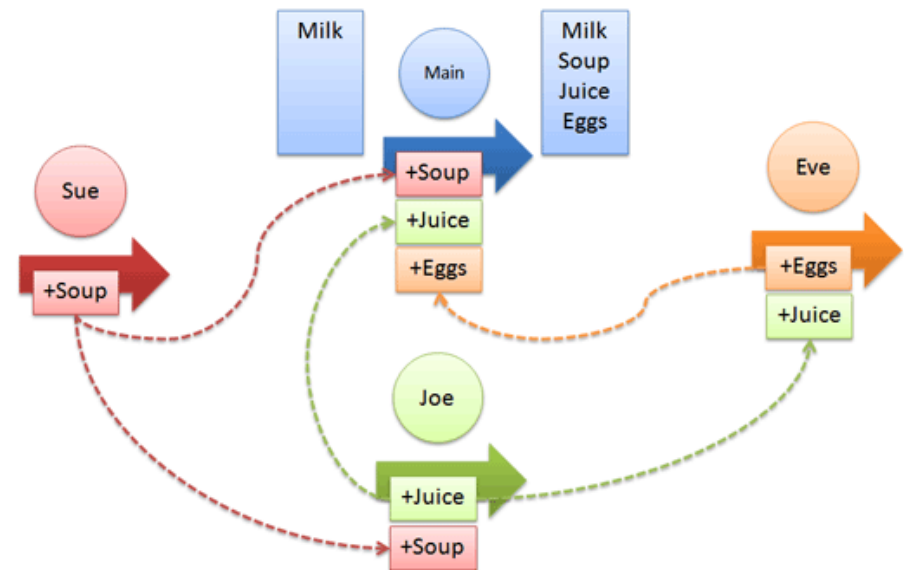 Milk
Main
Milk
Soup
Juice
Eggs
Sue
+Soup
+Soup
+Juice
+Eggs
Eve
+Eggs
+Juice
Joe
+Juice
+Soup